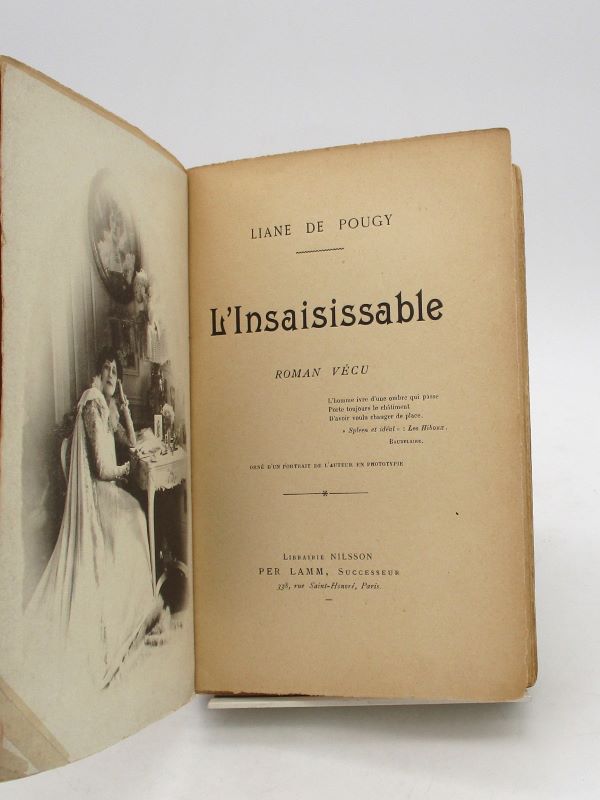 LIANE DE POUGY
L'Insaisissable
ROMAN VÉCU
L'homme ivre d'une ombre qui passe
Porte toujours le châtiment
D'avoir voulu changer de place.
« Spleen et idéal » : Les Hiboux.
BAUDELAIRE.
ORNÉ D'UN PORTRAIT DE L'AUTEUR EN PHOTOTYPIE
LIBRAIRIE NILSSON
PER LAMM, SUCCESSEUR
338, rue Saint-Honoré, Paris.